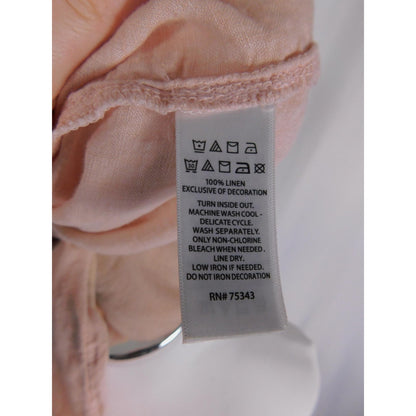 100% LINEN
EXCLUSIVE OF DECORATION
TURN INSIDE OUT.
MACHINE WASH COOL -
DELICATE CYCLE.
WASH SEPARATELY.
ONLY NON-CHLORINE
BLEACH WHEN NEEDED.
LINE DRY.
LOW IRON IF NEEDED.
DO NOT IRON DECORATION
RN# 75343